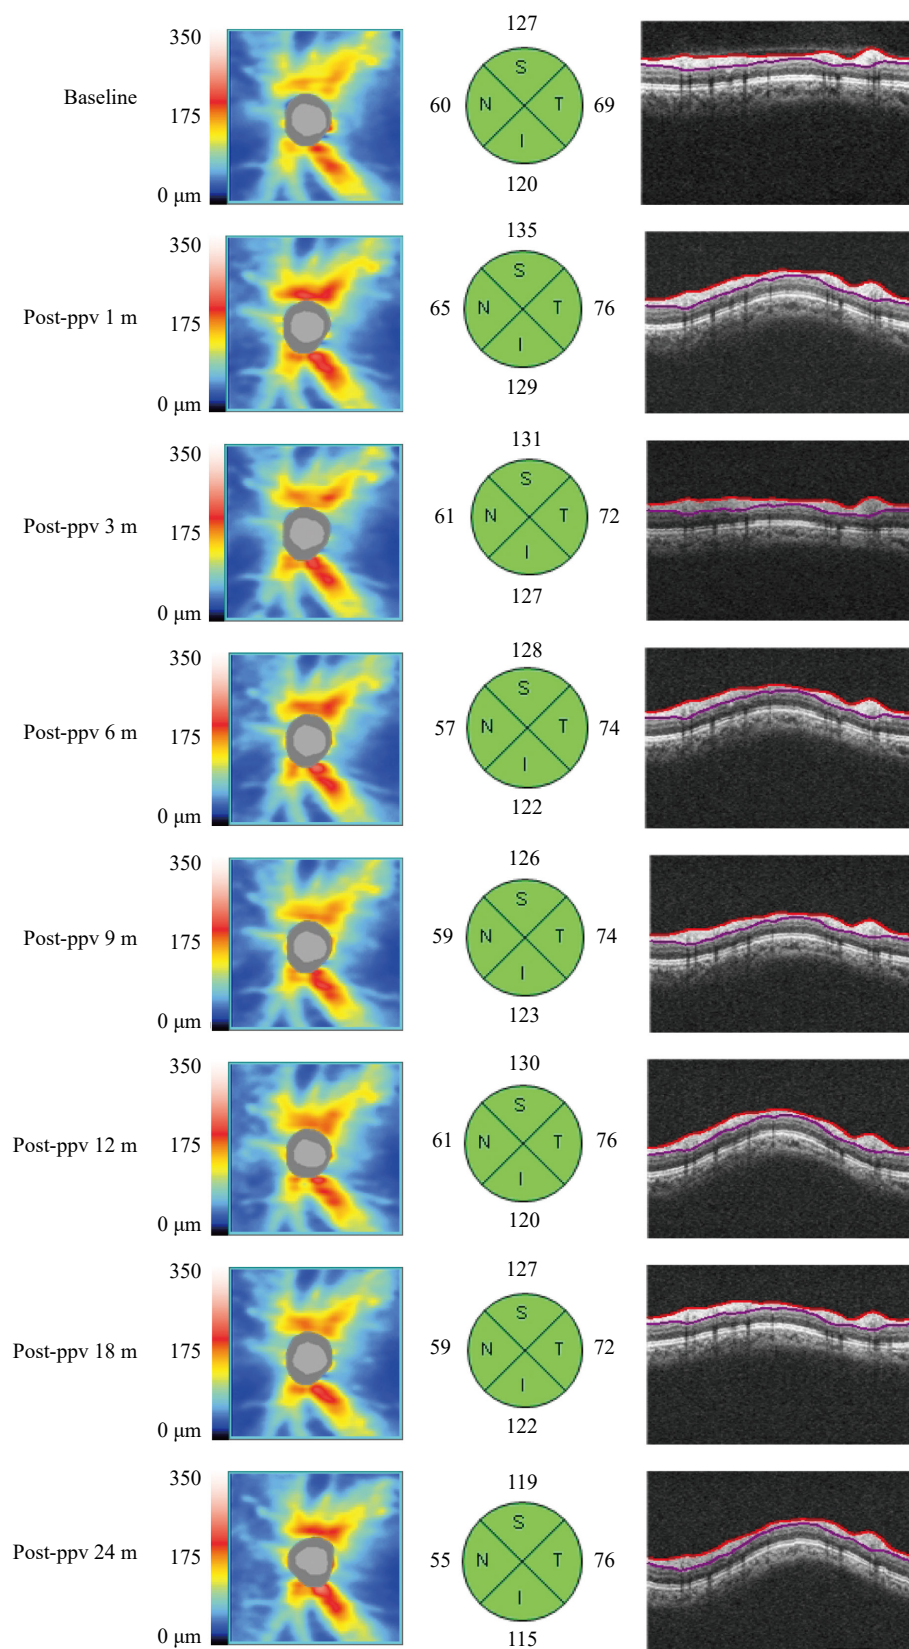 127
350
S
Baseline
175
60 N T 69
I
0 µm
120
135
350
S
Post-ppv 1 m
175
65 N T 76
I
0 µm
129
131
350
S
Post-ppv 3 m
175
61 N T 72
I
0 µm
127
128
350
S
Post-ppv 6 m
175
57 N T 74
I
0 µm
122
126
350
S
Post-ppv 9 m
175
59 N T 74
I
0 µm
123
130
350
S
Post-ppv 12 m
175
61 N T 76
I
0 µm
120
127
350
S
Post-ppv 18 m
175
59 N T 72
I
0 µm
122
119
350
S
Post-ppv 24 m
175
55 N T 76
I
0 µm
115